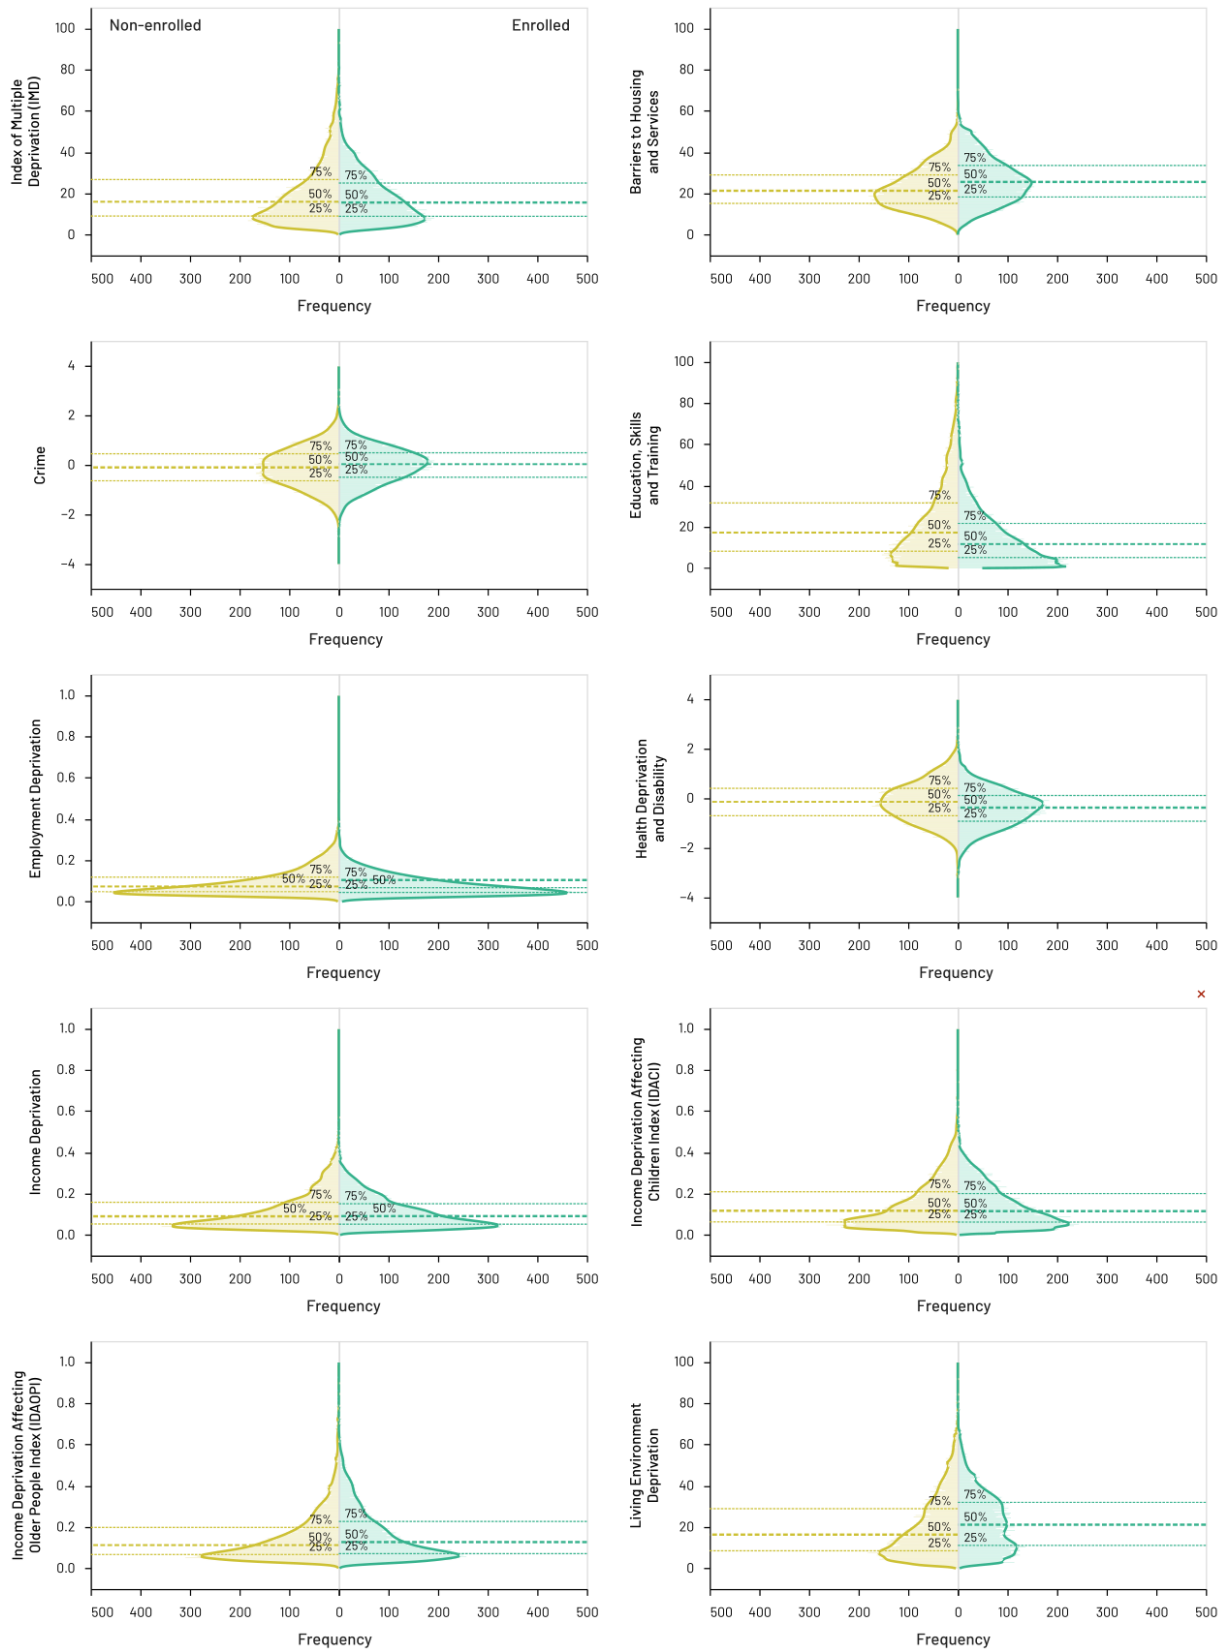 Non-enrolled Enrolled
Index of Multiple
Deprivation (IMD)
100
80
60
40
20
0
75% 75%
50% 50%
25% 25%
500 400 300 200 100 0 100 200 300 400 500
Frequency
Barriers to Housing
and Services
100
80
60
40
20
0
75% 75%
50% 50%
25% 25%
500 400 300 200 100 0 100 200 300 400 500
Frequency
Crime
4
2
0
−2
−4
75% 75%
50% 50%
25% 25%
500 400 300 200 100 0 100 200 300 400 500
Frequency
Education, Skills
and Training
100
80
60
40
20
0
75% 75%
50% 50%
25% 25%
500 400 300 200 100 0 100 200 300 400 500
Frequency
Employment Deprivation
1.0
0.8
0.6
0.4
0.2
0.0
75% 75%
50% 25% 25% 50%
500 400 300 200 100 0 100 200 300 400 500
Frequency
Health Deprivation
and Disability
4
2
0
−2
−4
75% 75%
50% 50%
25% 25%
500 400 300 200 100 0 100 200 300 400 500
Frequency
×
Income Deprivation
1.0
0.8
0.6
0.4
0.2
0.0
75% 75%
50% 25% 25% 50%
500 400 300 200 100 0 100 200 300 400 500
Frequency
Income Deprivation Affecting
Children Index (IDACI)
1.0
0.8
0.6
0.4
0.2
0.0
75% 75%
50% 50%
25% 25%
500 400 300 200 100 0 100 200 300 400 500
Frequency
Income Deprivation Affecting
Older People Index (IDAOPI)
1.0
0.8
0.6
0.4
0.2
0.0
75% 75%
50% 50%
25% 25%
500 400 300 200 100 0 100 200 300 400 500
Frequency
Living Environment
Deprivation
100
80
60
40
20
0
75% 75%
50% 50%
25% 25%
500 400 300 200 100 0 100 200 300 400 500
Frequency